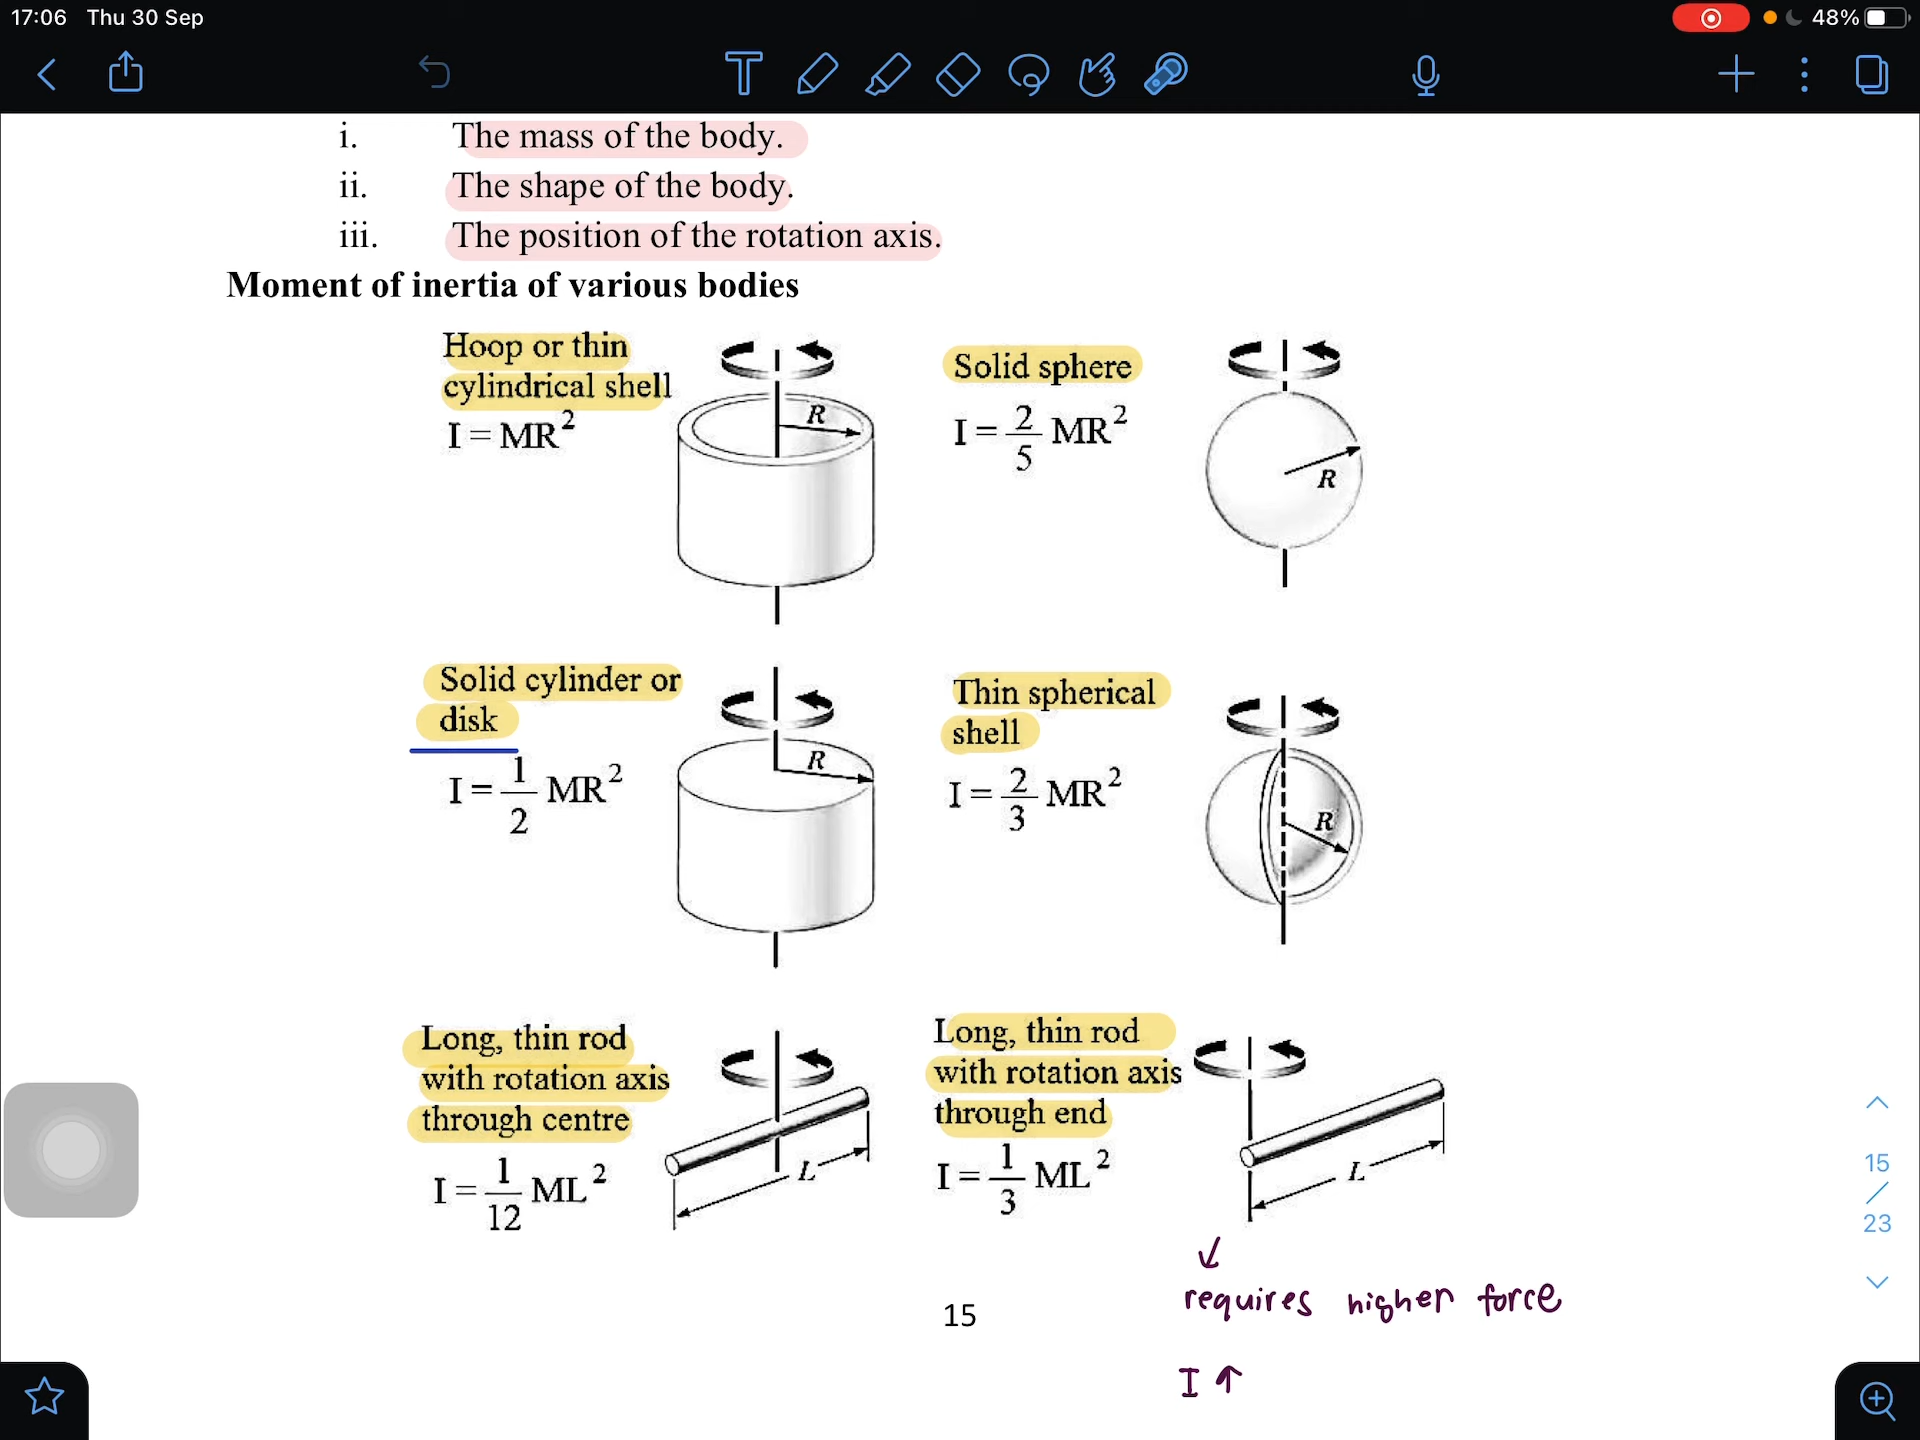 17:06 Thu 30 Sep
48%
T
i. The mass of the body.
ii. The shape of the body.
iii. The position of the rotation axis.
Moment of inertia of various bodies
Hoop or thin
cylindrical shell
I = MR²
R
Solid sphere
I = 2/5 MR²
R
Solid cylinder or
disk
I = 1/2 MR²
R
Thin spherical
shell
I = 2/3 MR²
R
Long, thin rod
with rotation axis
through centre
I = 1/12 ML²
L
Long, thin rod
with rotation axis
through end
I = 1/3 ML²
L
↓
requires higher force
I ↑
15
15
/
23